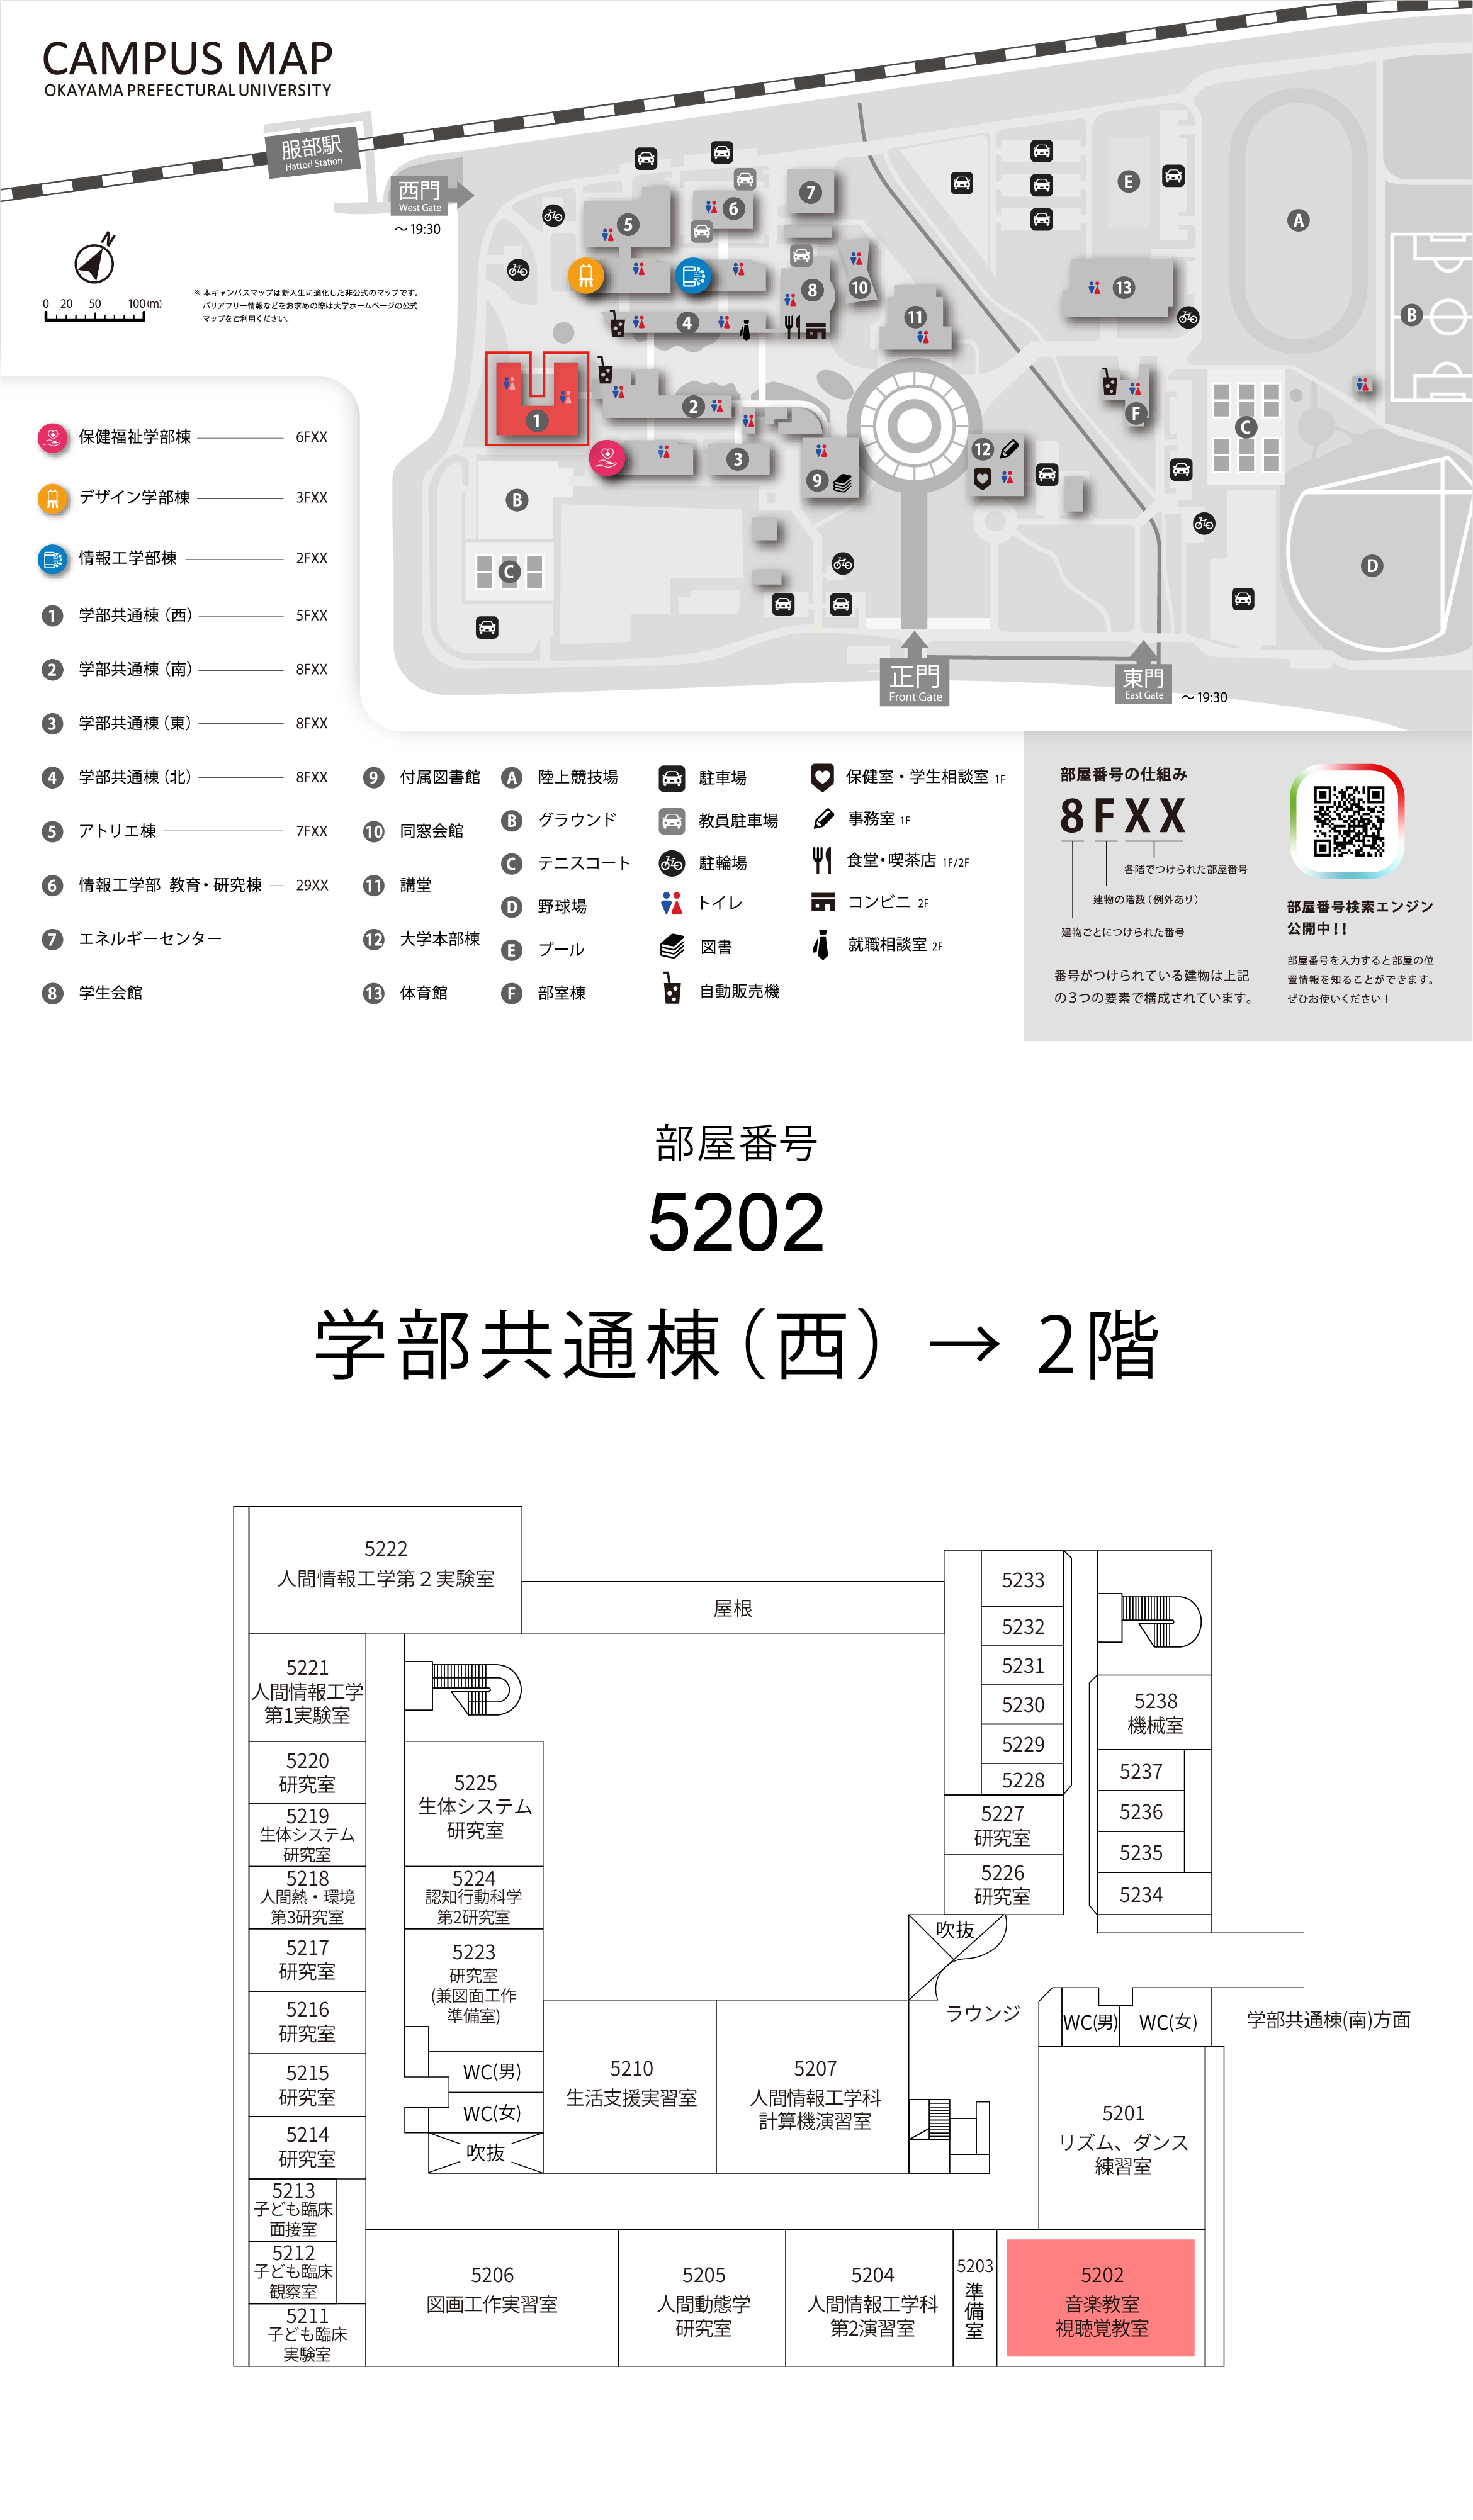 CAMPUS MAP
OKAYAMA PREFECTURAL UNIVERSITY
服部駅
Hattori Station
西門
West Gate
～19:30
N
0 20 50 100(m)
※ 本キャンパスマップは新入生に適化した非公式のマップです。
バリアフリー情報などをお求めの際は大学ホームページの公式
マップをご利用ください。
5
6
7
8
10
4
11
1
2
3
9
12
13
A
B
C
D
E
F
B
C
正門
Front Gate
東門
East Gate
～19:30
保健福祉学部棟 6FXX
デザイン学部棟 3FXX
情報工学部棟 2FXX
1 学部共通棟（西） 5FXX
2 学部共通棟（南） 8FXX
3 学部共通棟（東） 8FXX
4 学部共通棟（北） 8FXX
5 アトリエ棟 7FXX
6 情報工学部 教育・研究棟 29XX
7 エネルギーセンター
8 学生会館
9 付属図書館
10 同窓会館
11 講堂
12 大学本部棟
13 体育館
A 陸上競技場
B グラウンド
C テニスコート
D 野球場
E プール
F 部室棟
駐車場
教員駐車場
駐輪場
トイレ
図書
自動販売機
保健室・学生相談室 1F
事務室 1F
食堂・喫茶店 1F/2F
コンビニ 2F
就職相談室 2F
部屋番号の仕組み
8FXX
各階でつけられた部屋番号
建物の階数（例外あり）
建物ごとにつけられた番号
番号がつけられている建物は上記
の３つの要素で構成されています。
部屋番号検索エンジン
公開中！！
部屋番号を入力すると部屋の位
置情報を知ることができます。
ぜひお使いください！
部屋番号
5202
学部共通棟（西）→ 2階
5222
人間情報工学第２実験室
屋根
5221
人間情報工学
第1実験室
5220
研究室
5219
生体システム
研究室
5218
人間熱・環境
第3研究室
5217
研究室
5216
研究室
5215
研究室
5214
研究室
5213
子ども臨床
面接室
5212
子ども臨床
観察室
5211
子ども臨床
実験室
5225
生体システム
研究室
5224
認知行動科学
第2研究室
5223
研究室
(兼図面工作
準備室)
WC(男)
WC(女)
吹抜
5210
生活支援実習室
5207
人間情報工学科
計算機演習室
5233
5232
5231
5230
5229
5228
5227
研究室
5226
研究室
吹抜
ラウンジ
5238
機械室
5237
5236
5235
5234
WC(男)
WC(女)
学部共通棟(南)方面
5201
リズム、ダンス
練習室
5206
図画工作実習室
5205
人間動態学
研究室
5204
人間情報工学科
第2演習室
5203
準備室
5202
音楽教室
視聴覚教室